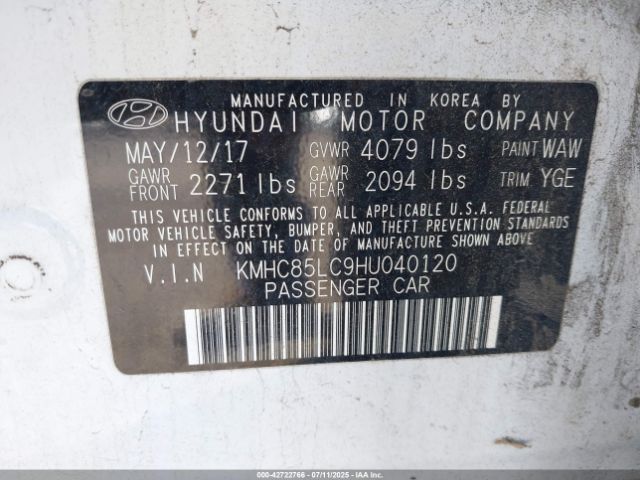 MANUFACTURED IN KOREA BY
HYUNDAI MOTOR COMPANY
MAY/12/17 GVWR 4079 lbs PAINT WAW
GAWR FRONT 2271 lbs GAWR REAR 2094 lbs TRIM YGE
THIS VEHICLE CONFORMS TO ALL APPLICABLE U.S.A. FEDERAL
MOTOR VEHICLE SAFETY, BUMPER, AND THEFT PREVENTION STANDARDS
IN EFFECT ON THE DATE OF MANUFACTURE SHOWN ABOVE.
V.I.N KMHC85LC9HU040120
PASSENGER CAR
000-42722766 07/11/2025 IAA, Inc.